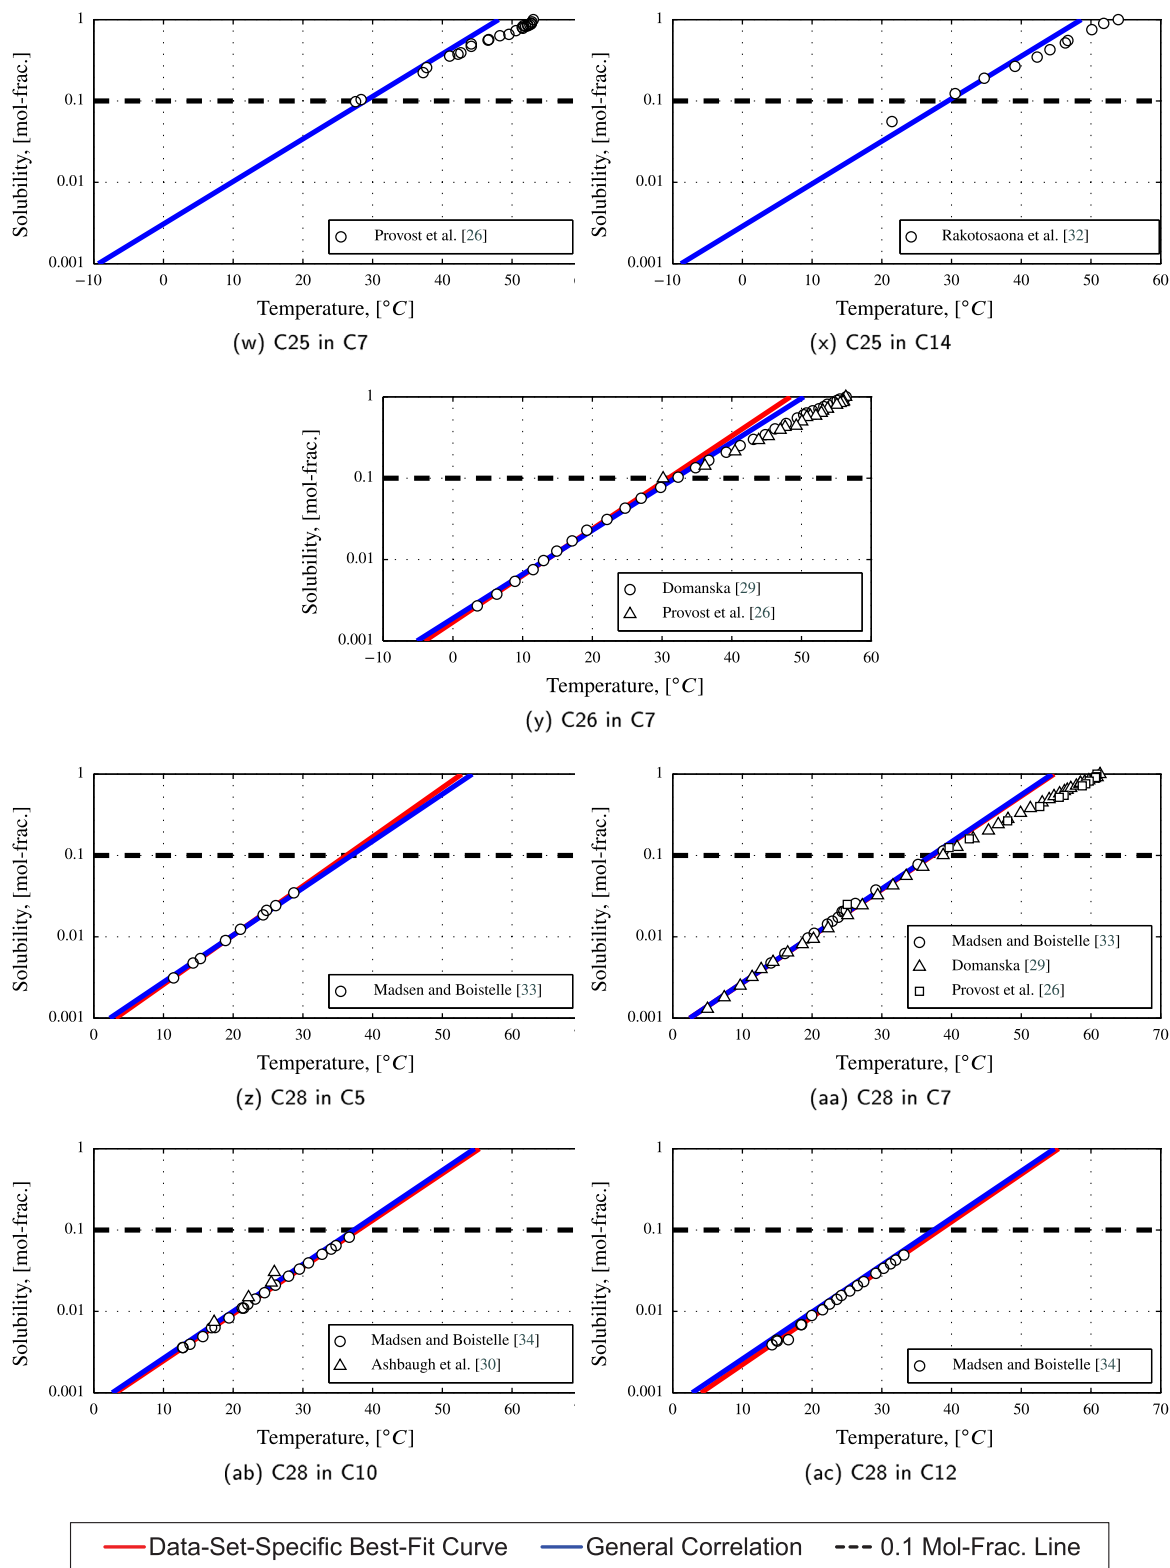 1
0.1
0.01
0.001
Solubility, [mol-frac.]
Provost et al. [26]
−10 0 10 20 30 40 50
Temperature, [°C]
(w) C25 in C7
1
0.1
0.01
0.001
Solubility, [mol-frac.]
Rakotosaona et al. [32]
−10 0 10 20 30 40 50 60
Temperature, [°C]
(x) C25 in C14
1
0.1
0.01
0.001
Solubility, [mol-frac.]
Domanska [29]
Provost et al. [26]
−10 0 10 20 30 40 50 60
Temperature, [°C]
(y) C26 in C7
1
0.1
0.01
0.001
Solubility, [mol-frac.]
Madsen and Boistelle [33]
0 10 20 30 40 50 60
Temperature, [°C]
(z) C28 in C5
1
0.1
0.01
0.001
Solubility, [mol-frac.]
Madsen and Boistelle [33]
Domanska [29]
Provost et al. [26]
0 10 20 30 40 50 60 70
Temperature, [°C]
(aa) C28 in C7
1
0.1
0.01
0.001
Solubility, [mol-frac.]
Madsen and Boistelle [34]
Ashbaugh et al. [30]
0 10 20 30 40 50 60
Temperature, [°C]
(ab) C28 in C10
1
0.1
0.01
0.001
Solubility, [mol-frac.]
Madsen and Boistelle [34]
0 10 20 30 40 50 60 70
Temperature, [°C]
(ac) C28 in C12
Data-Set-Specific Best-Fit Curve General Correlation 0.1 Mol-Frac. Line